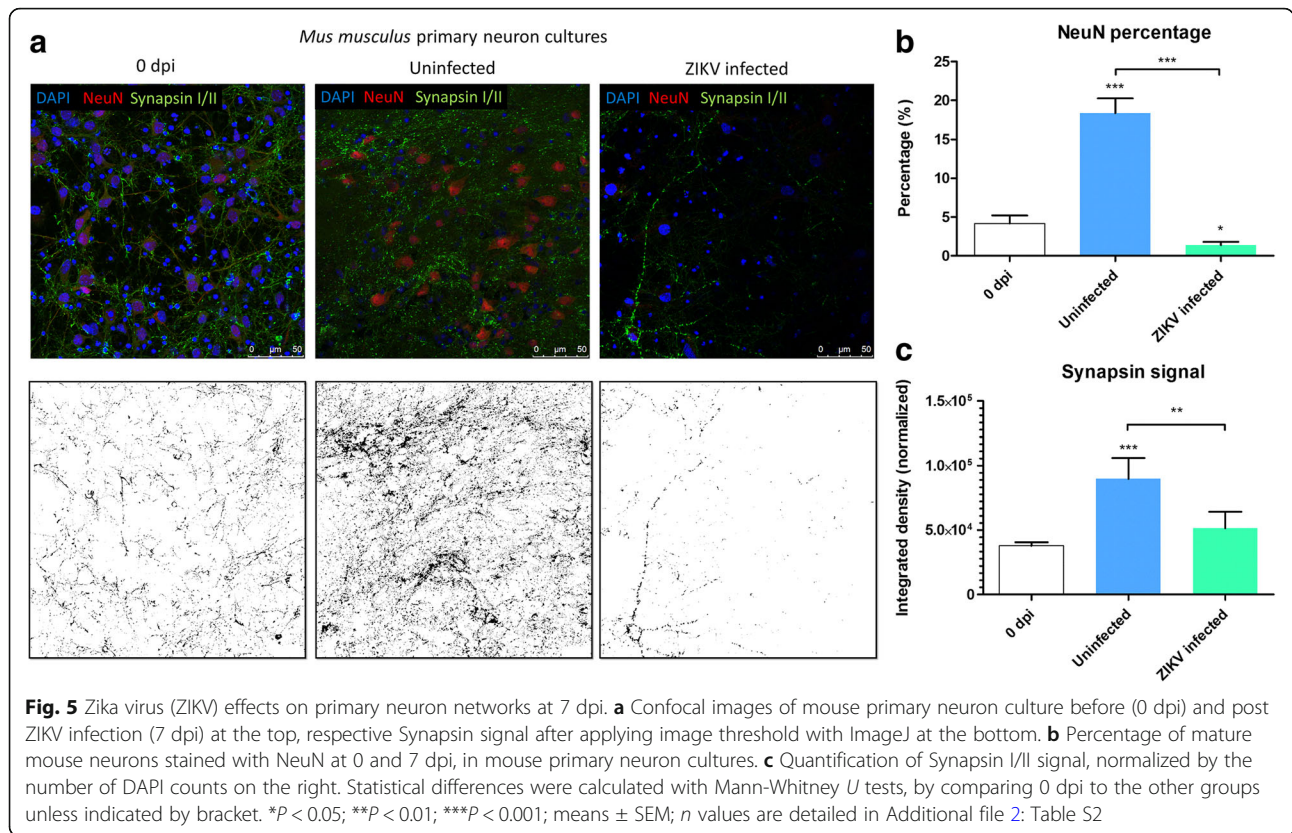 a
Mus musculus primary neuron cultures
0 dpi
Uninfected
ZIKV infected
DAPI NeuN Synapsin I/II
DAPI NeuN Synapsin I/II
DAPI NeuN Synapsin I/II
0 µm 50
0 µm 50
0 µm 50
b
NeuN percentage
Percentage (%)
25
20
15
10
5
0
***
***
*
0 dpi
Uninfected
ZIKV infected
c
Synapsin signal
Integrated density (normalized)
1.5×10⁵
1.0×10⁵
5.0×10⁴
0
**
***
0 dpi
Uninfected
ZIKV infected
Fig. 5 Zika virus (ZIKV) effects on primary neuron networks at 7 dpi. a Confocal images of mouse primary neuron culture before (0 dpi) and post
ZIKV infection (7 dpi) at the top, respective Synapsin signal after applying image threshold with ImageJ at the bottom. b Percentage of mature
mouse neurons stained with NeuN at 0 and 7 dpi, in mouse primary neuron cultures. c Quantification of Synapsin I/II signal, normalized by the
number of DAPI counts on the right. Statistical differences were calculated with Mann-Whitney U tests, by comparing 0 dpi to the other groups
unless indicated by bracket. *P < 0.05; **P < 0.01; ***P < 0.001; means ± SEM; n values are detailed in Additional file 2: Table S2